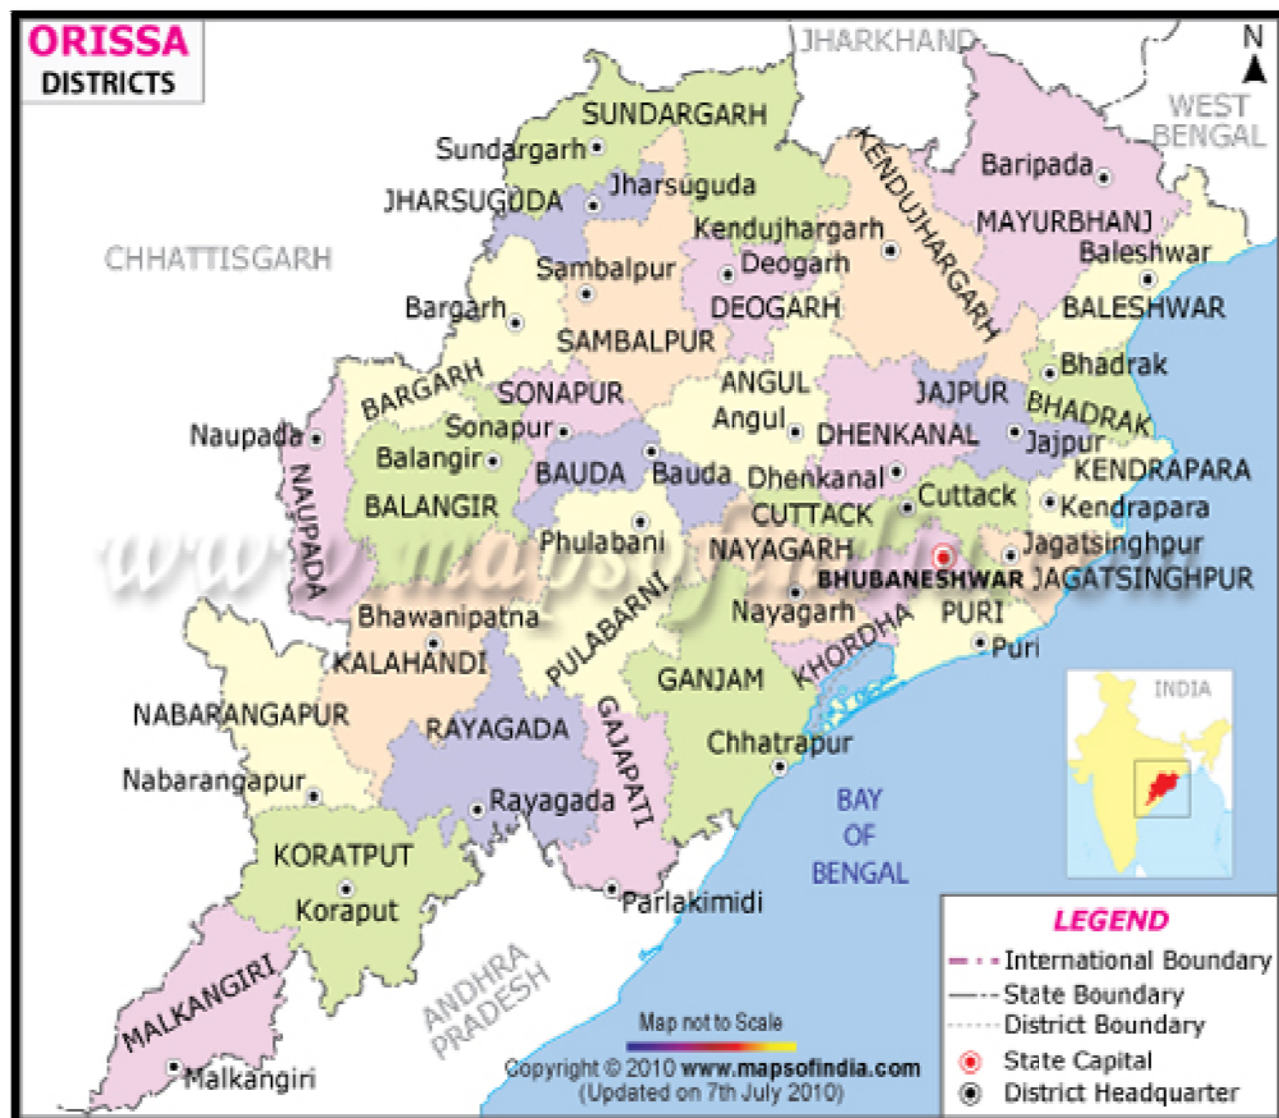 ORISSA
DISTRICTS
JHARKHAND
N
WEST
BENGAL
SUNDARGARH
Sundargarh
KENDUJHARGARH
Baripada
JHARSUGUDA
Jharsuguda
MAYURBHANJ
Kendujhargarh
CHHATTISGARH
Baleshwar
Sambalpur
Deogarh
Bargarh
DEOGARH
BALESHWAR
SAMBALPUR
BARGARH
SONAPUR
ANGUL
JAJPUR
Bhadrak
BHADRAK
Naupada
Sonapur
Angul
DHENKANAL
Jajpur
Balangir
BAUDA
Bauda
Dhenkanal
KENDRAPARA
NAUPADA
BALANGIR
CUTTACK
Cuttack
Kendrapara
www.mapsofindia.com
Phulabani
NAYAGARH
Jagatsinghpur
BHUBANESHWAR
JAGATSINGHPUR
Bhawanipatna
PULABARNI
Nayagarh
PURI
KALAHANDI
KHORDHA
Puri
GANJAM
INDIA
NABARANGAPUR
RAYAGADA
GAJAPATI
Chhatrapur
Nabarangapur
Rayagada
BAY
OF
BENGAL
KORATPUT
Koraput
Parlakimidi
MALKANGIRI
ANDHRA
PRADESH
Malkangiri
LEGEND
International Boundary
State Boundary
District Boundary
State Capital
District Headquarter
Map not to Scale
Copyright © 2010 www.mapsofindia.com
(Updated on 7th July 2010)